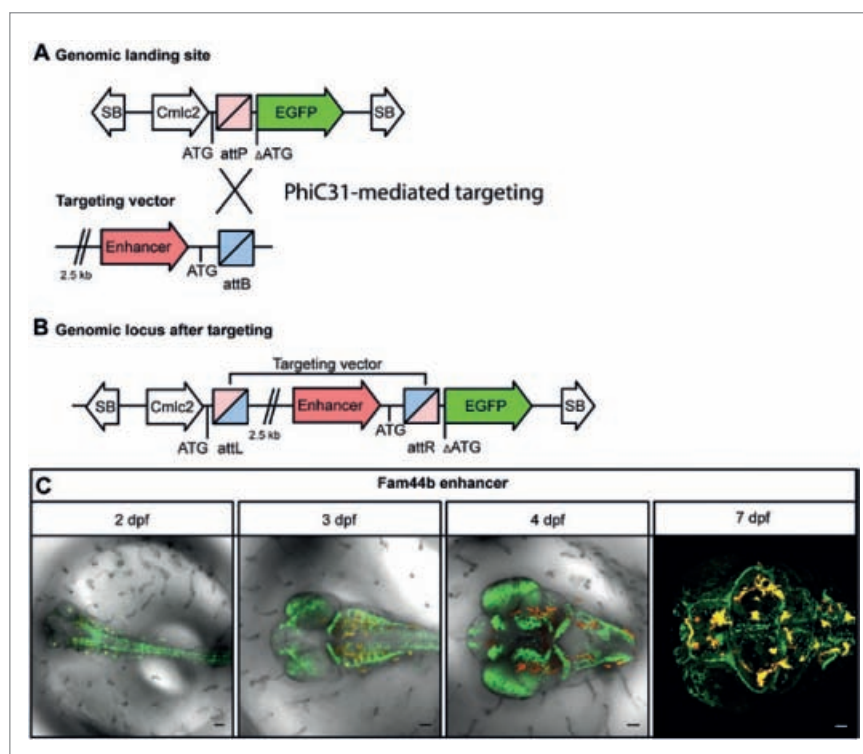 A Genomic landing site
SB Cmlc2 EGFP SB
ATG attP ΔATG
PhiC31-mediated targeting
Targeting vector
Enhancer
2.5 kb ATG attB
B Genomic locus after targeting
Targeting vector
SB Cmlc2 Enhancer EGFP SB
ATG attL 2.5 kb ATG attR ΔATG
C Fam44b enhancer
2 dpf 3 dpf 4 dpf 7 dpf